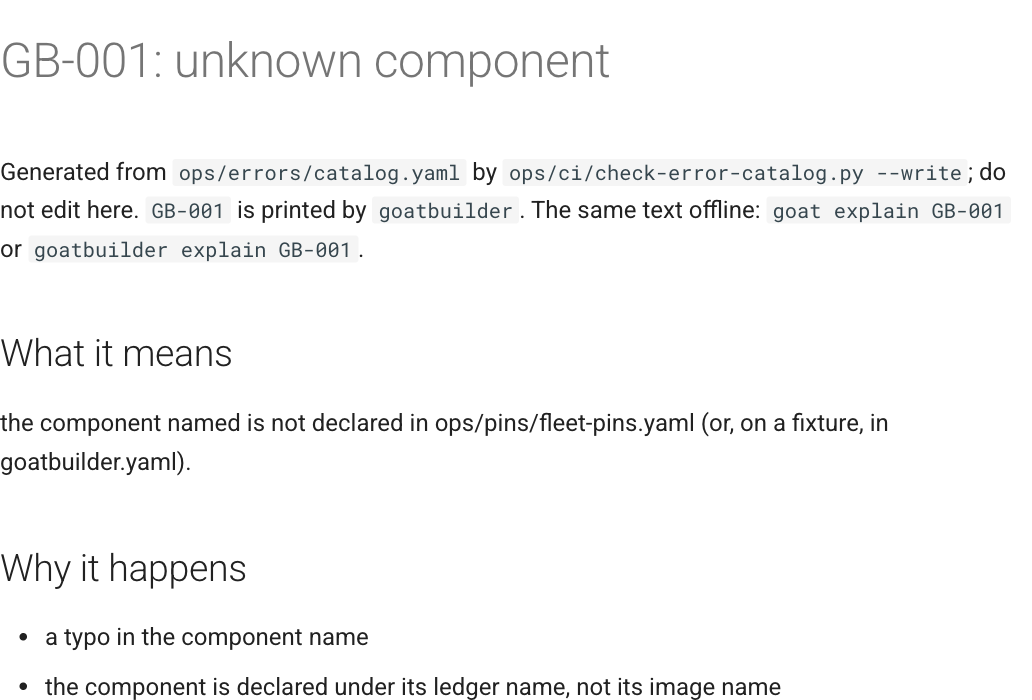 GB-001: unknown component
Generated from ops/errors/catalog.yaml by ops/ci/check-error-catalog.py --write; do
not edit here. GB-001 is printed by goatbuilder. The same text offline: goat explain GB-001
or goatbuilder explain GB-001.
What it means
the component named is not declared in ops/pins/fleet-pins.yaml (or, on a fixture, in
goatbuilder.yaml).
Why it happens
• a typo in the component name
• the component is declared under its ledger name, not its image name